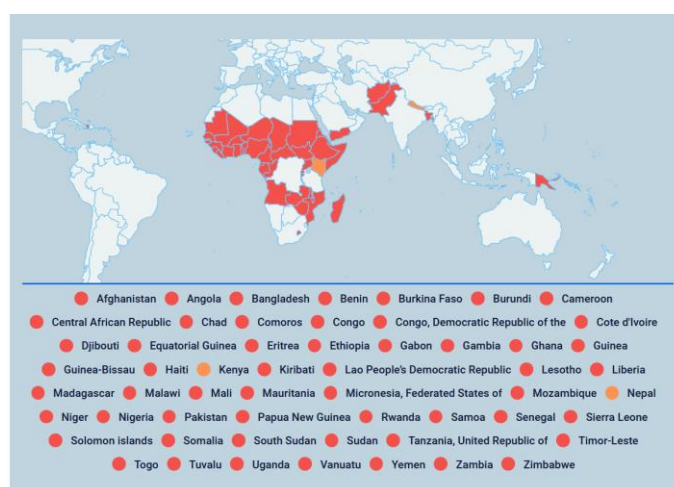 Afghanistan Angola Bangladesh Benin Burkina Faso Burundi Cameroon
Central African Republic Chad Comoros Congo Congo, Democratic Republic of the Cote d'Ivoire
Djibouti Equatorial Guinea Eritrea Ethiopia Gabon Gambia Ghana Guinea
Guinea-Bissau Haiti Kenya Kiribati Lao People's Democratic Republic Lesotho Liberia
Madagascar Malawi Mali Mauritania Micronesia, Federated States of Mozambique Nepal
Niger Nigeria Pakistan Papua New Guinea Rwanda Samoa Senegal Sierra Leone
Solomon islands Somalia South Sudan Sudan Tanzania, United Republic of Timor-Leste
Togo Tuvalu Uganda Vanuatu Yemen Zambia Zimbabwe